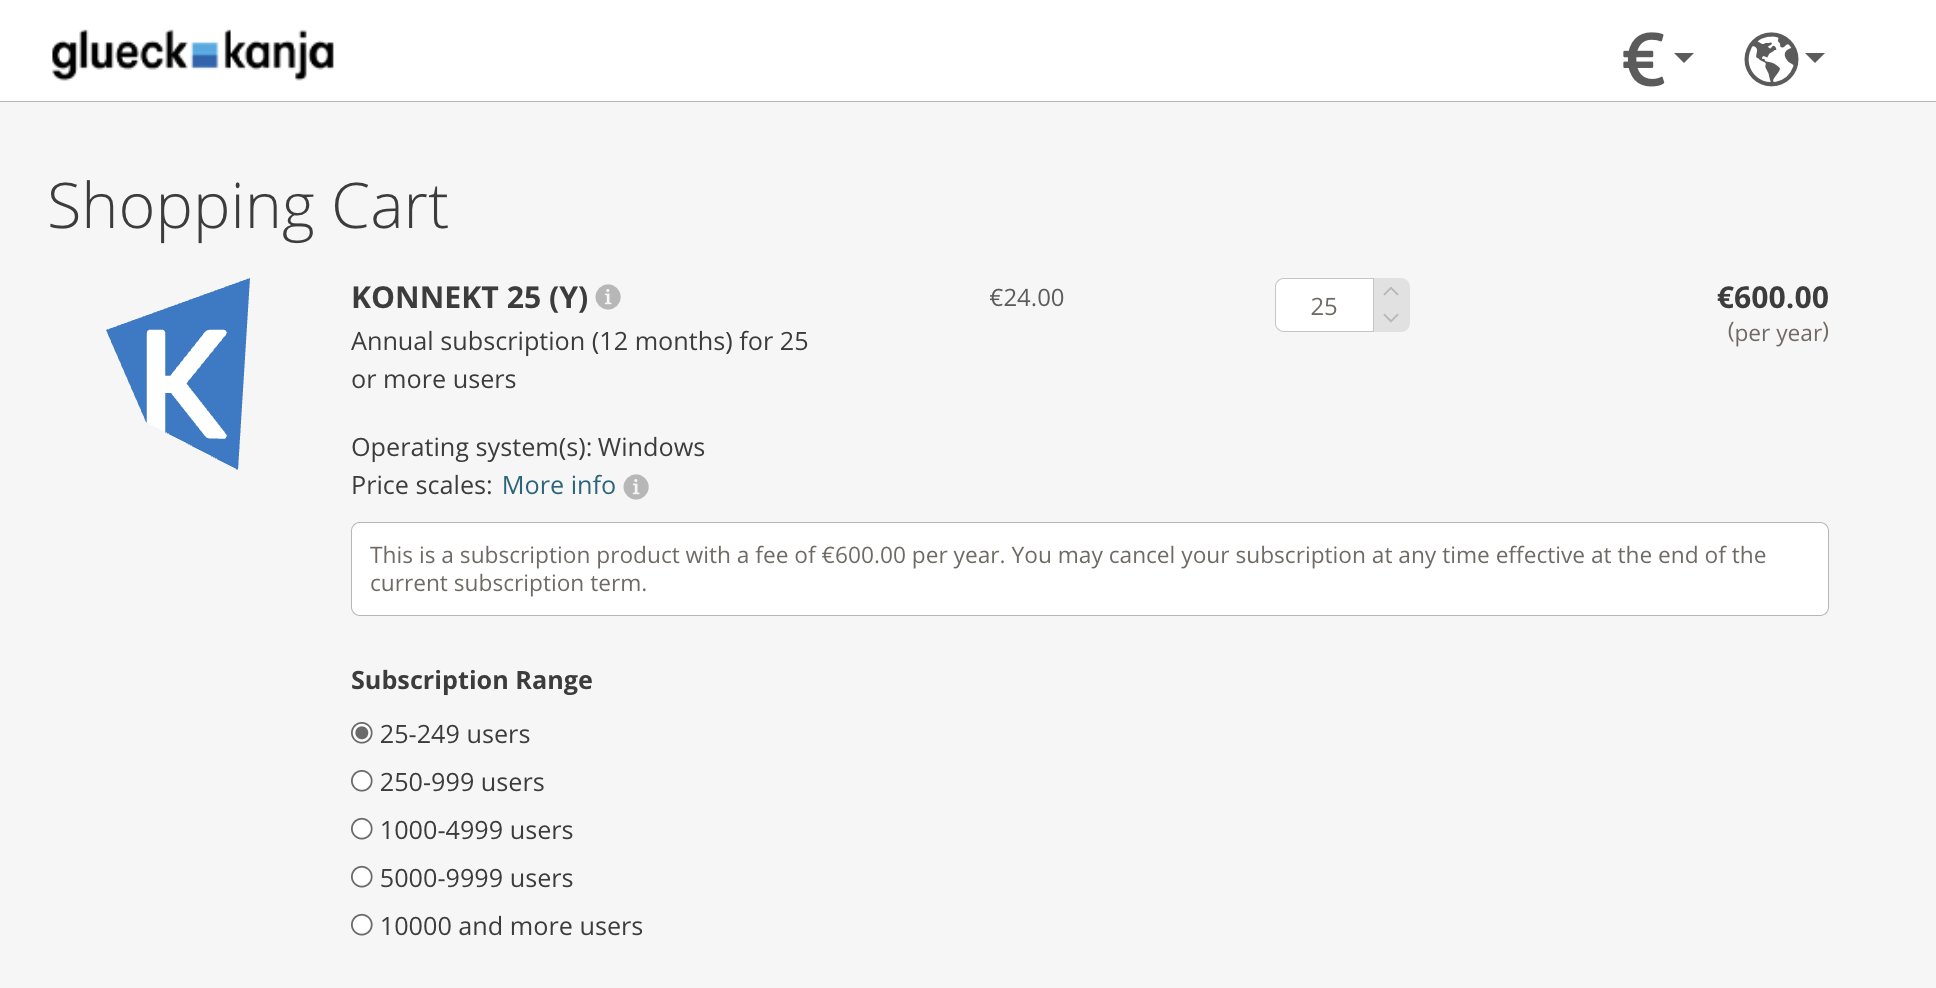 glueck kanja
€
Shopping Cart
KONNEKT 25 (Y) i
€24.00
25
€600.00
(per year)
Annual subscription (12 months) for 25
or more users
K
Operating system(s): Windows
Price scales: More info i
This is a subscription product with a fee of €600.00 per year. You may cancel your subscription at any time effective at the end of the
current subscription term.
Subscription Range
25-249 users
250-999 users
1000-4999 users
5000-9999 users
10000 and more users